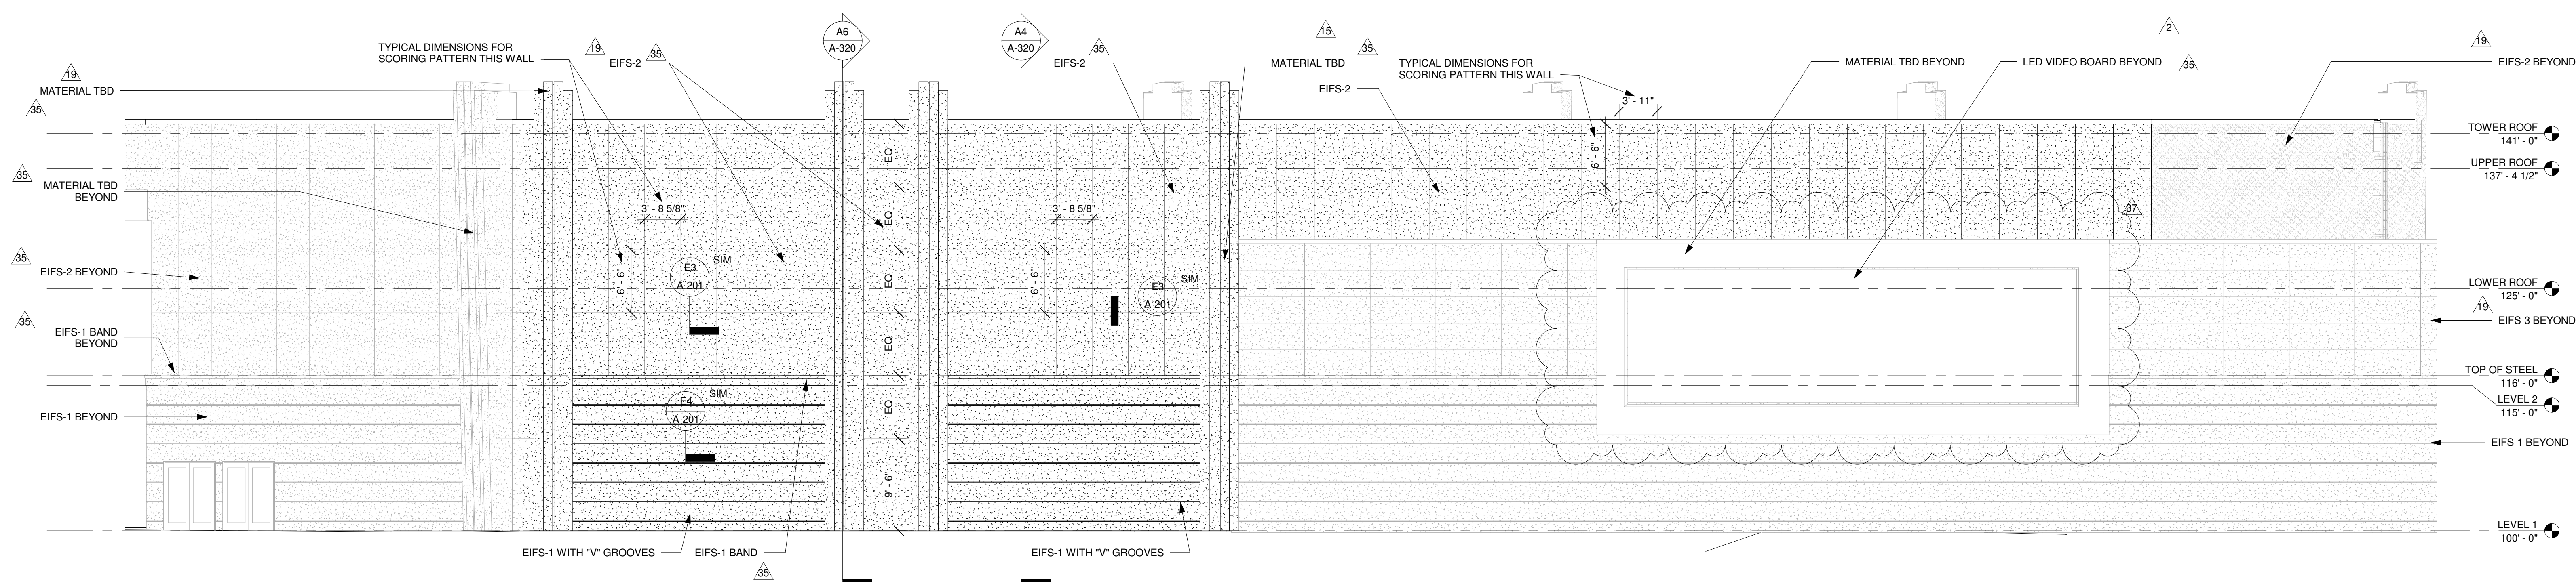 A6
A-320
A4
A-320
15
2
19
35
35
35
19
TYPICAL DIMENSIONS FOR
SCORING PATTERN THIS WALL
EIFS-2
EIFS-2
MATERIAL TBD
TYPICAL DIMENSIONS FOR
SCORING PATTERN THIS WALL
MATERIAL TBD BEYOND
LED VIDEO BOARD BEYOND
35
EIFS-2 BEYOND
19
MATERIAL TBD
35
EIFS-2
3' - 11"
TOWER ROOF
141' - 0"
EQ
6' - 6"
35
MATERIAL TBD
BEYOND
UPPER ROOF
137' - 4 1/2"
3' - 8 5/8"
EQ
3' - 8 5/8"
37
35
EIFS-2 BEYOND
6' - 6"
E3
A-201
SIM
EQ
6' - 6"
E3
A-201
SIM
LOWER ROOF
125' - 0"
19
35
EIFS-1 BAND
BEYOND
EQ
EIFS-3 BEYOND
TOP OF STEEL
116' - 0"
E4
A-201
SIM
EQ
LEVEL 2
115' - 0"
EIFS-1 BEYOND
EIFS-1 BEYOND
9' - 6"
LEVEL 1
100' - 0"
EIFS-1 WITH "V" GROOVES
EIFS-1 BAND
EIFS-1 WITH "V" GROOVES
35